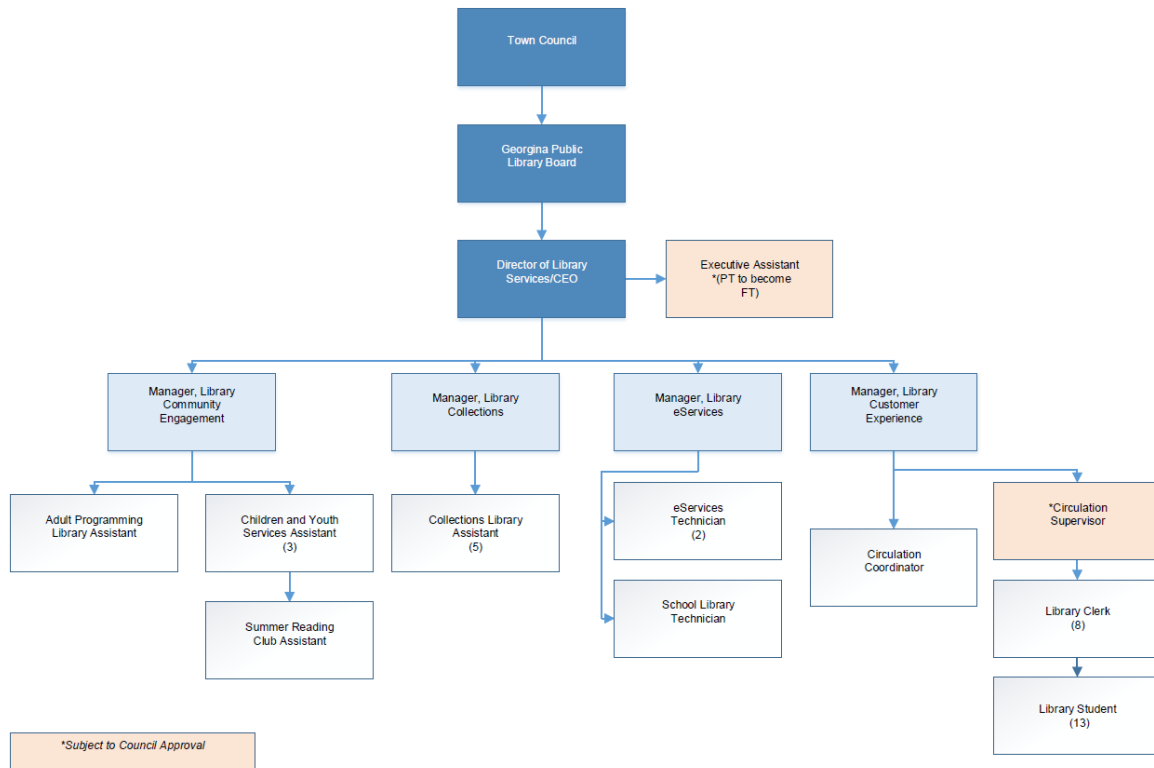 Town Council
Georgina Public
Library Board
Director of Library
Services/CEO
Executive Assistant
*(PT to become
FT)
Manager, Library
Community
Engagement
Manager, Library
Collections
Manager, Library
eServices
Manager, Library
Customer
Experience
Adult Programming
Library Assistant
Children and Youth
Services Assistant
(3)
Collections Library
Assistant
(5)
eServices
Technician
(2)
Circulation
Coordinator
*Circulation
Supervisor
School Library
Technician
Library Clerk
(8)
Summer Reading
Club Assistant
Library Student
(13)
*Subject to Council Approval